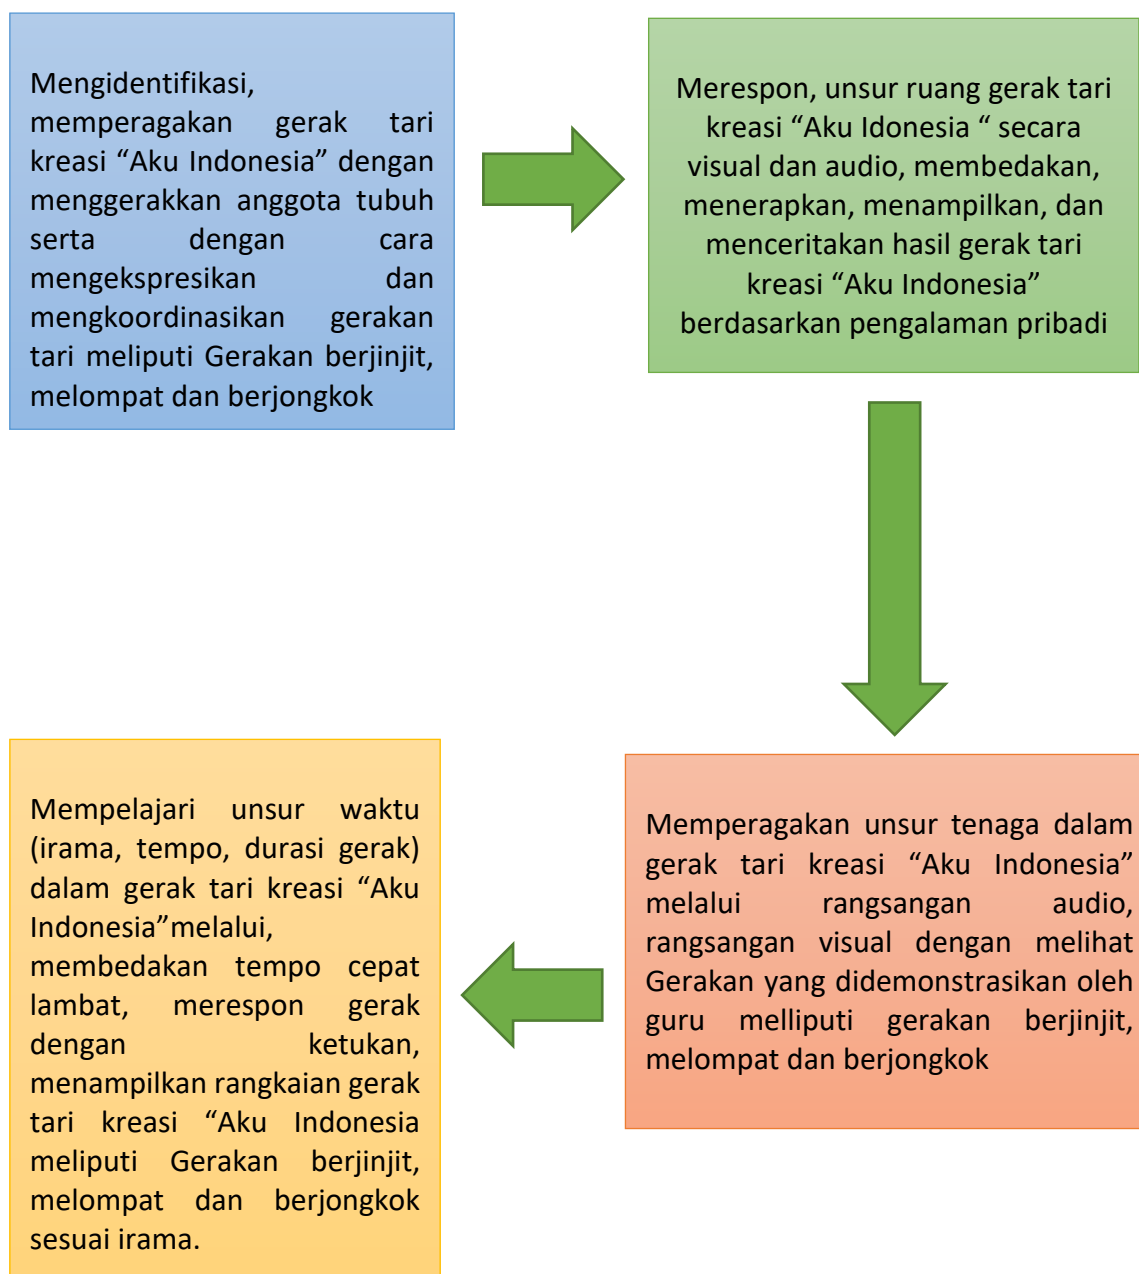 Mengidentifikasi,
memperagakan gerak tari
kreasi “Aku Indonesia” dengan
menggerakkan anggota tubuh
serta dengan cara
mengekspresikan dan
mengkoordinasikan gerakan
tari meliputi Gerakan berjinjit,
melompat dan berjongkok
Merespon, unsur ruang gerak tari
kreasi “Aku Idonesia “ secara
visual dan audio, membedakan,
menerapkan, menampilkan, dan
menceritakan hasil gerak tari
kreasi “Aku Indonesia”
berdasarkan pengalaman pribadi
Memperagakan unsur tenaga dalam
gerak tari kreasi “Aku Indonesia”
melalui rangsangan audio,
rangsangan visual dengan melihat
Gerakan yang didemonstrasikan oleh
guru melliputi gerakan berjinjit,
melompat dan berjongkok
Mempelajari unsur waktu
(irama, tempo, durasi gerak)
dalam gerak tari kreasi “Aku
Indonesia”melalui,
membedakan tempo cepat
lambat, merespon gerak
dengan ketukan,
menampilkan rangkaian gerak
tari kreasi “Aku Indonesia
meliputi Gerakan berjinjit,
melompat dan berjongkok
sesuai irama.